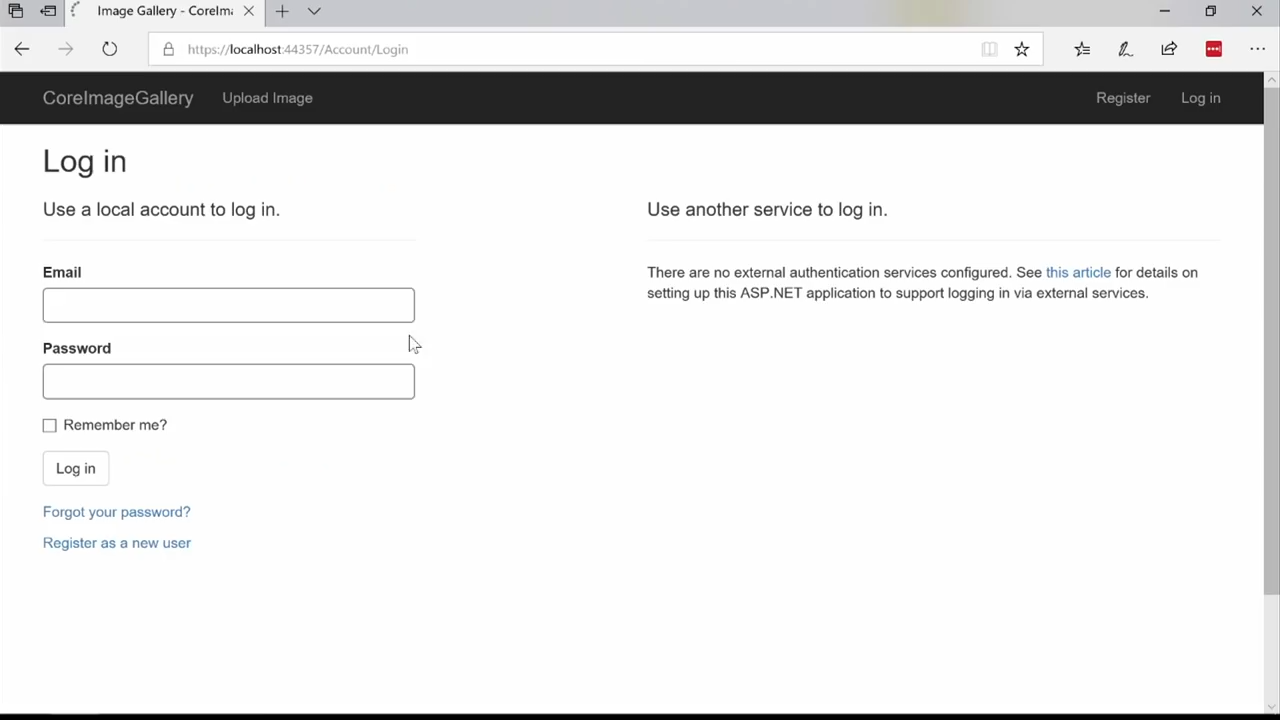 Image Gallery - CoreIma
https://localhost:44357/Account/Login
CoreImageGallery
Upload Image
Register
Log in
Log in
Use a local account to log in.
Use another service to log in.
Email
There are no external authentication services configured. See this article for details on
setting up this ASP.NET application to support logging in via external services.
Password
Remember me?
Log in
Forgot your password?
Register as a new user